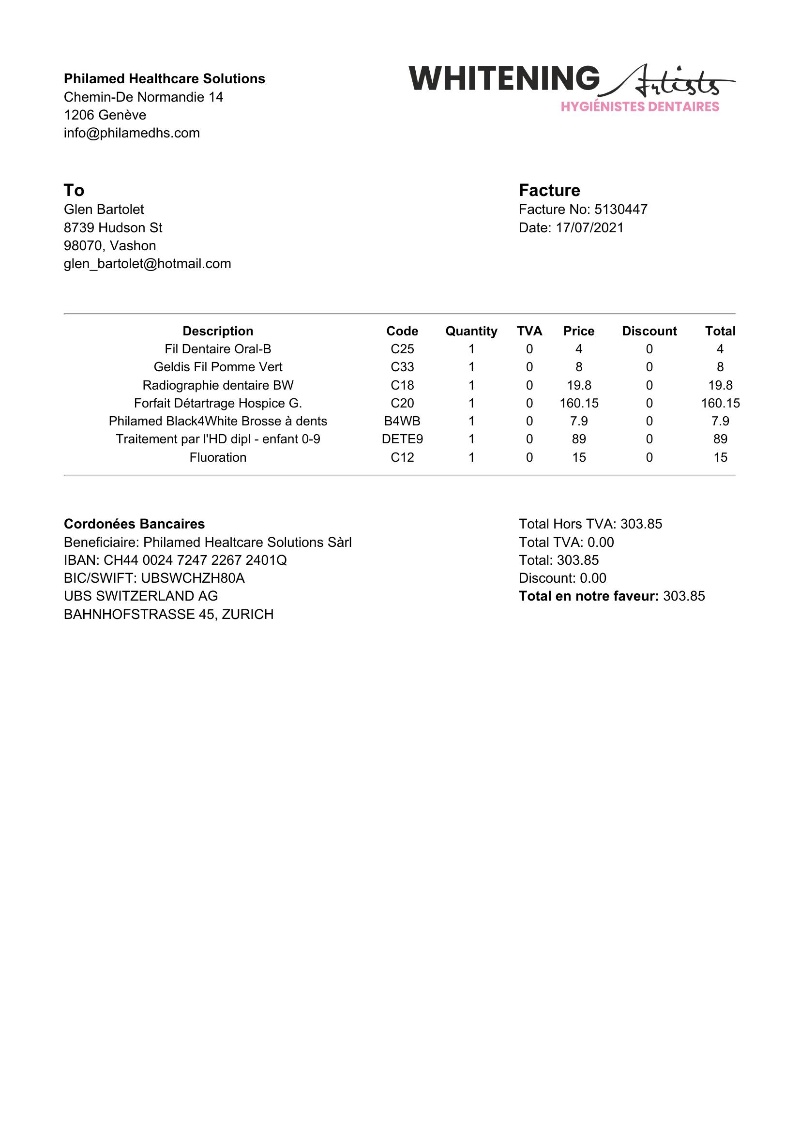 Philamed Healthcare Solutions
Chemin-De Normandie 14
1206 Genève
info@philamedhs.com
WHITENING Artists
HYGIÉNISTES DENTAIRES
To
Glen Bartolet
8739 Hudson St
98070, Vashon
glen_bartolet@hotmail.com
Facture
Facture No: 5130447
Date: 17/07/2021
Description Code Quantity TVA Price Discount Total
Fil Dentaire Oral-B C25 1 0 4 0 4
Geldis Fil Pomme Vert C33 1 0 8 0 8
Radiographie dentaire BW C18 1 0 19.8 0 19.8
Forfait Détartrage Hospice G. C20 1 0 160.15 0 160.15
Philamed Black4White Brosse à dents B4WB 1 0 7.9 0 7.9
Traitement par l'HD dipl - enfant 0-9 DETE9 1 0 89 0 89
Fluoration C12 1 0 15 0 15
Cordonées Bancaires
Beneficiaire: Philamed Healtcare Solutions Sàrl
IBAN: CH44 0024 7247 2267 2401Q
BIC/SWIFT: UBSWCHZH80A
UBS SWITZERLAND AG
BAHNHOFSTRASSE 45, ZURICH
Total Hors TVA: 303.85
Total TVA: 0.00
Total: 303.85
Discount: 0.00
Total en notre faveur: 303.85